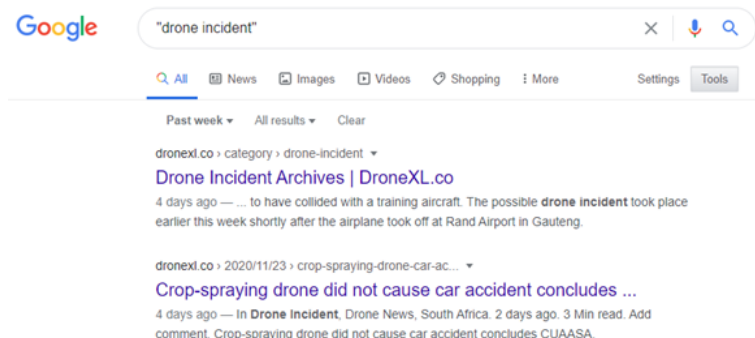 Google
"drone incident"
All News Images Videos Shopping More Settings Tools
Past week All results Clear
dronexl.co › category › drone-incident
Drone Incident Archives | DroneXL.co
4 days ago — ... to have collided with a training aircraft. The possible drone incident took place
earlier this week shortly after the airplane took off at Rand Airport in Gauteng.
dronexl.co › 2020/11/23 › crop-spraying-drone-car-ac...
Crop-spraying drone did not cause car accident concludes ...
4 days ago — In Drone Incident, Drone News, South Africa. 2 days ago. 3 Min read. Add
comment. Crop-spraying drone did not cause car accident concludes CUAASA.